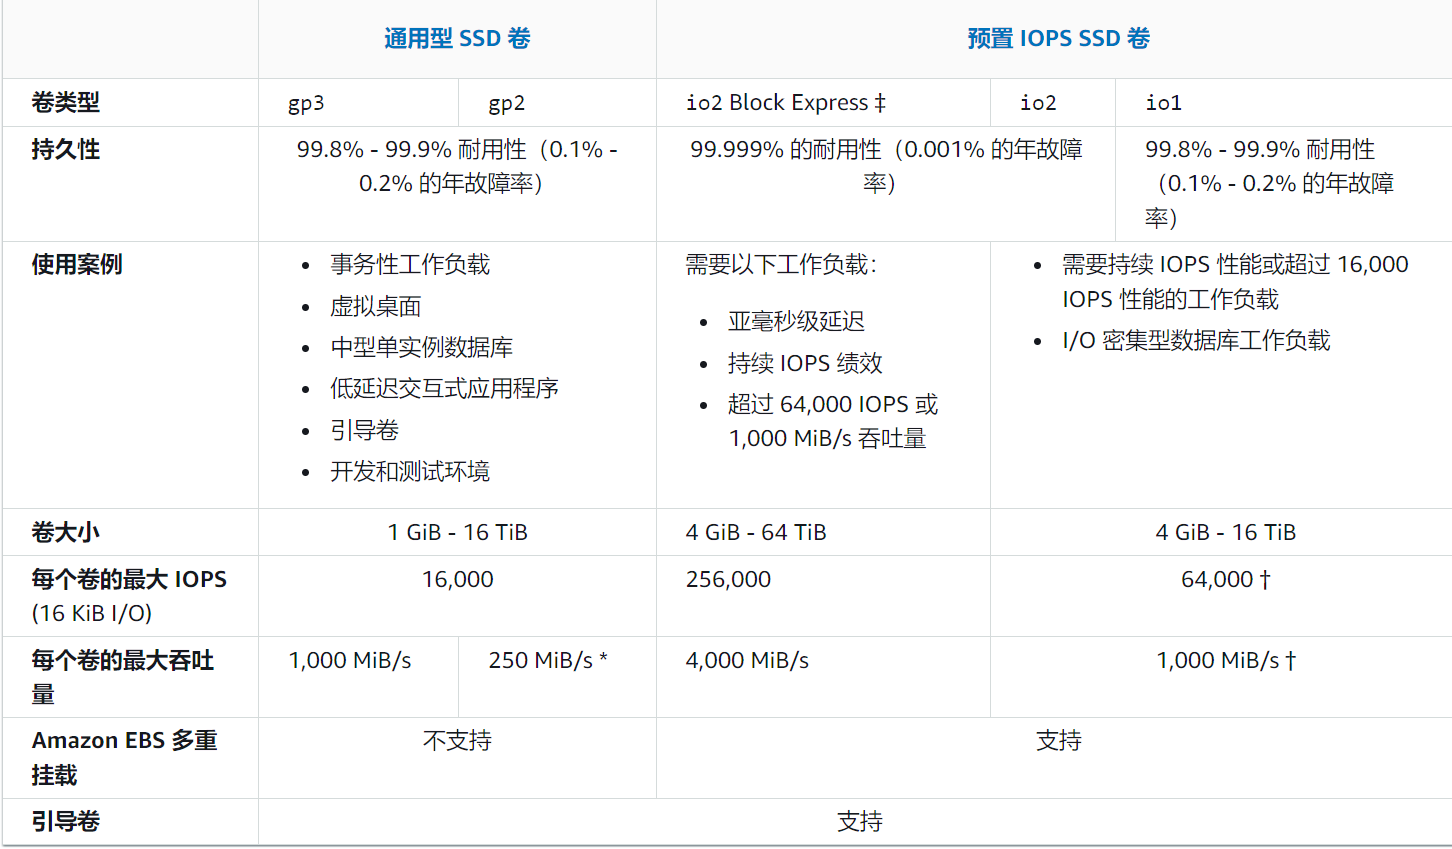 通用型 SSD 卷
预置 IOPS SSD 卷
卷类型
gp3
gp2
io2 Block Express ‡
io2
io1
持久性
99.8% - 99.9% 耐用性（0.1% -
0.2% 的年故障率）
99.999% 的耐用性（0.001% 的年故障
率）
99.8% - 99.9% 耐用性
（0.1% - 0.2% 的年故障
率）
使用案例
• 事务性工作负载
• 虚拟桌面
• 中型单实例数据库
• 低延迟交互式应用程序
• 引导卷
• 开发和测试环境
需要以下工作负载：
• 亚毫秒级延迟
• 持续 IOPS 绩效
• 超过 64,000 IOPS 或
1,000 MiB/s 吞吐量
• 需要持续 IOPS 性能或超过 16,000
IOPS 性能的工作负载
• I/O 密集型数据库工作负载
卷大小
1 GiB - 16 TiB
4 GiB - 64 TiB
4 GiB - 16 TiB
每个卷的最大 IOPS
(16 KiB I/O)
16,000
256,000
64,000 †
每个卷的最大吞吐
量
1,000 MiB/s
250 MiB/s *
4,000 MiB/s
1,000 MiB/s †
Amazon EBS 多重
挂载
不支持
支持
引导卷
支持